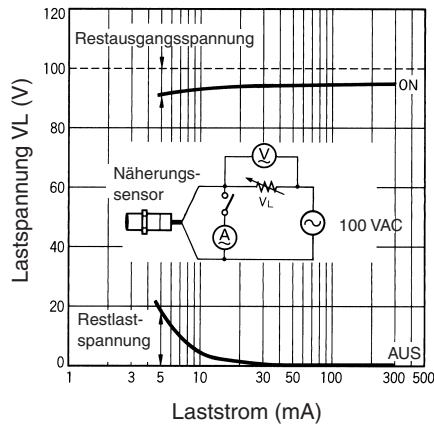 120
Restausgangsspannung
100
ON
80
Näherungs-
sensor
V
60
VL
A
100 VAC
40
20
Restlast-
spannung
AUS
0
1 3 5 10 30 50 100 300 500
Lastspannung VL (V)
Laststrom (mA)